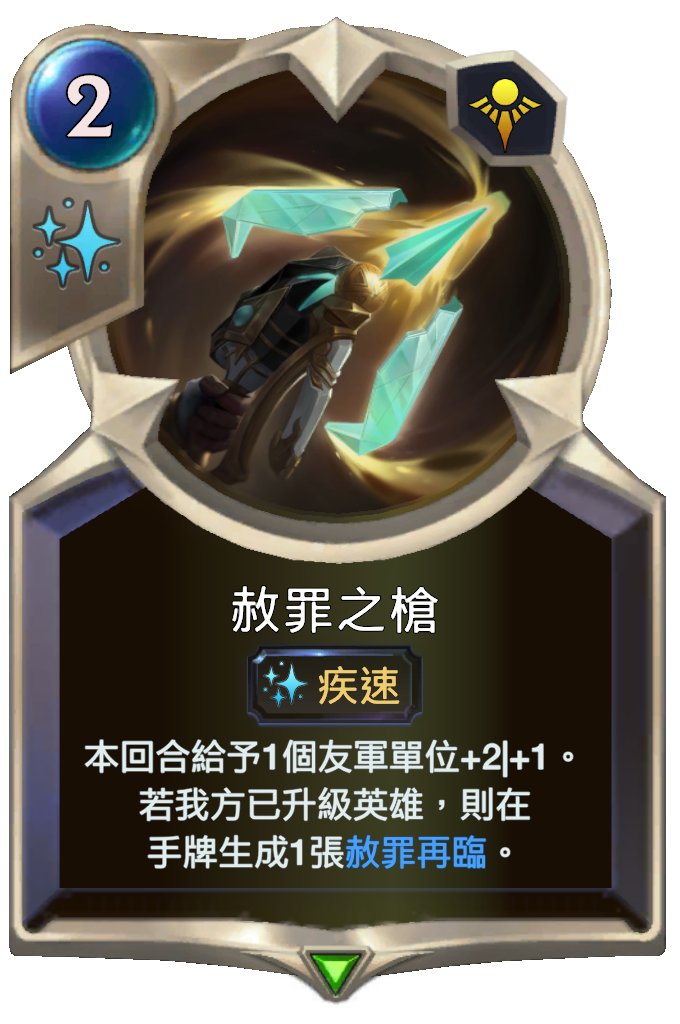 2
赦罪之槍
疾速
本回合給予1個友軍單位+2|+1。
若我方已升級英雄，則在
手牌生成1張赦罪再臨。